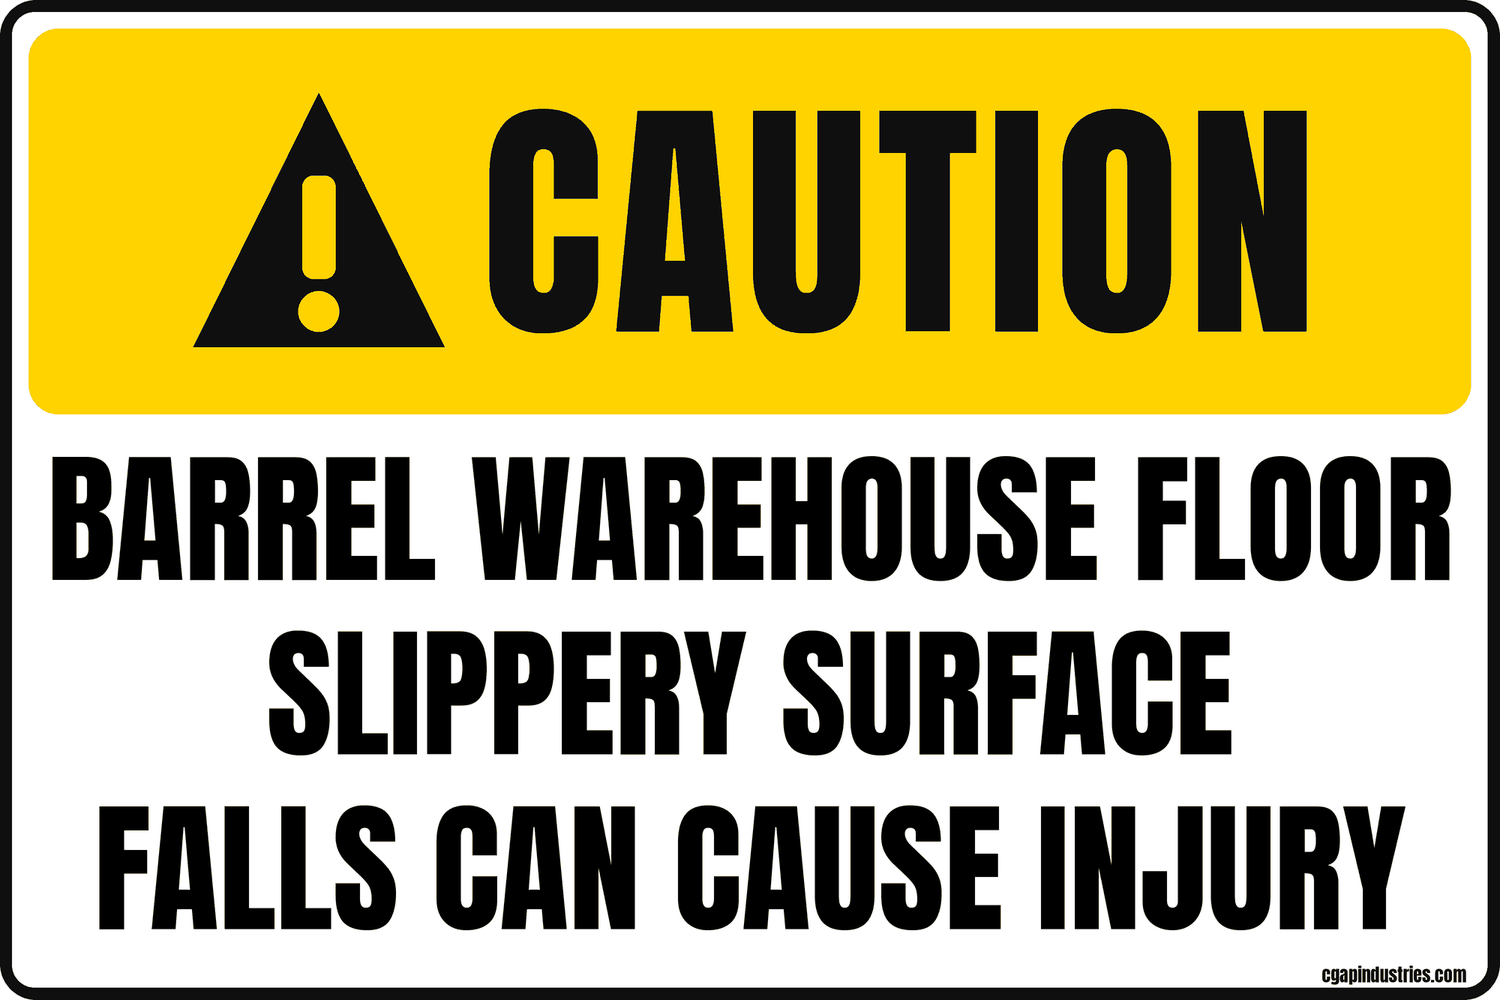 CAUTION
BARREL WAREHOUSE FLOOR
SLIPPERY SURFACE
FALLS CAN CAUSE INJURY
cgapindustries.com